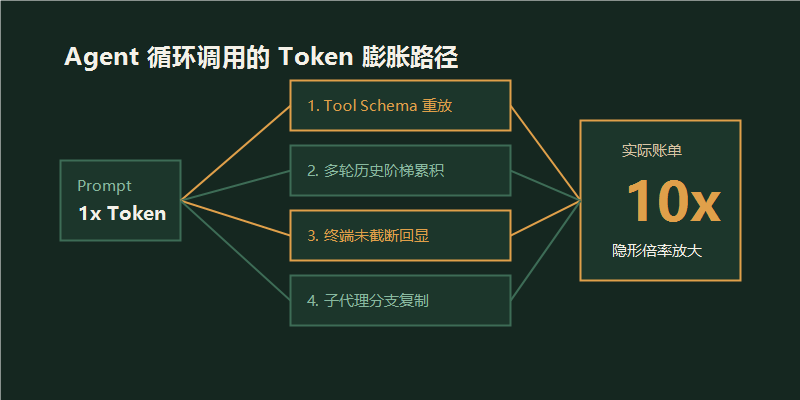 Agent 循环调用的 Token 膨胀路径
Prompt
1x Token
1. Tool Schema 重放
2. 多轮历史阶梯累积
3. 终端未截断回显
4. 子代理分支复制
实际账单
10x
隐形倍率放大